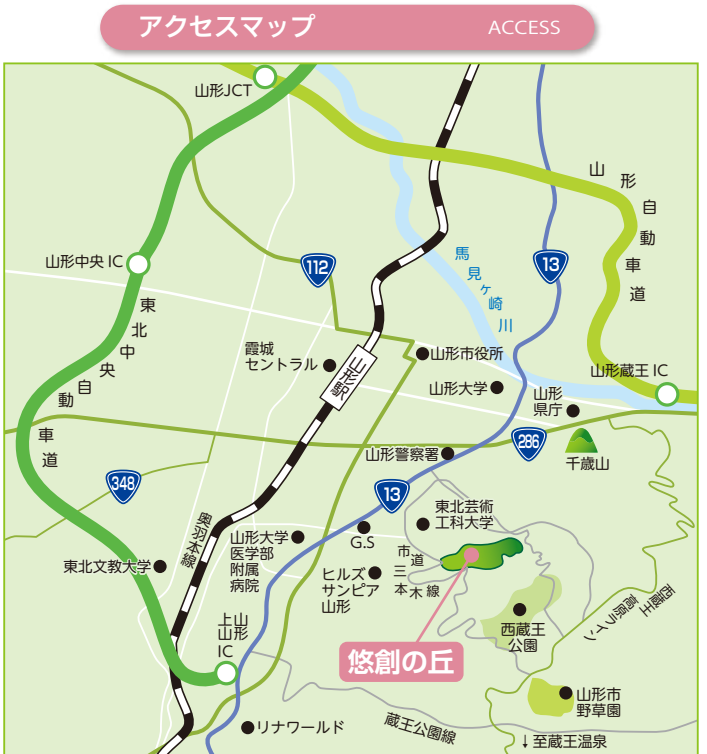 アクセスマップ
ACCESS
山形JCT
山形自動車道
山形中央 IC
東北中央自動車道
112
13
馬見ヶ崎川
霞城
セントラル
山形駅
山形市役所
山形大学
山形
県庁
山形蔵王 IC
山形警察署
286
千歳山
348
13
奥羽本線
山形大学
医学部
附属
病院
G.S
東北芸術
工科大学
市道三本木線
東北文教大学
ヒルズ
サンピア
山形
西蔵王
公園
西蔵王
高原ライン
上山
山形
IC
悠創の丘
山形市
野草園
リナワールド
蔵王公園線
↓至蔵王温泉